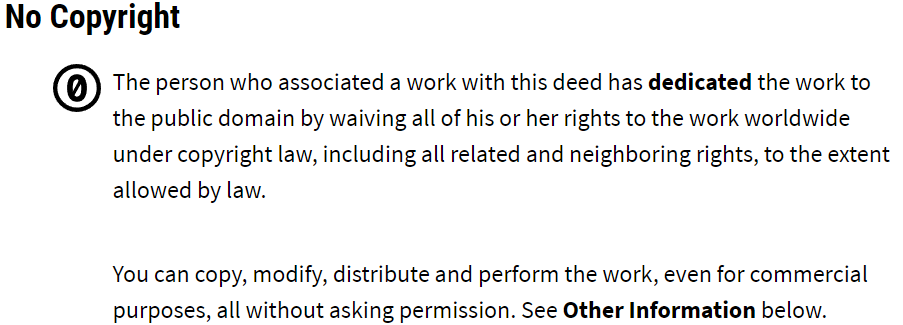 No Copyright
The person who associated a work with this deed has dedicated the work to
the public domain by waiving all of his or her rights to the work worldwide
under copyright law, including all related and neighboring rights, to the extent
allowed by law.
You can copy, modify, distribute and perform the work, even for commercial
purposes, all without asking permission. See Other Information below.